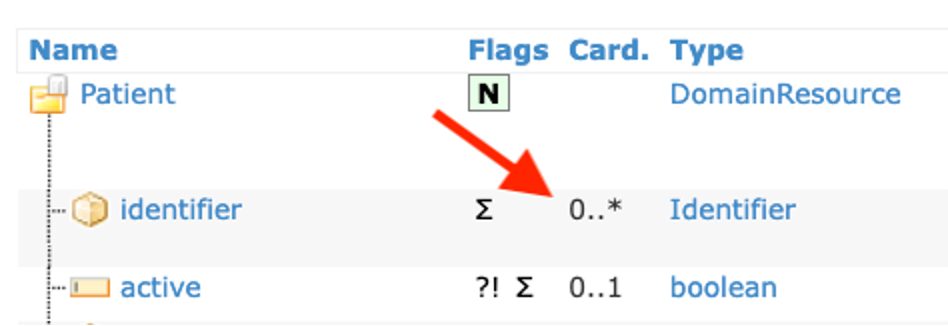 Name Flags Card. Type
Patient N DomainResource
identifier Σ 0..* Identifier
active ?! Σ 0..1 boolean